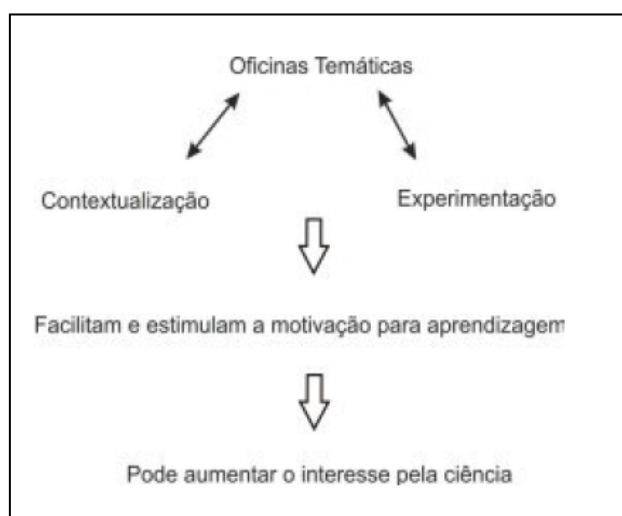 Oficinas Temáticas
Contextualização
Experimentação
Facilitam e estimulam a motivação para aprendizagem
Pode aumentar o interesse pela ciência